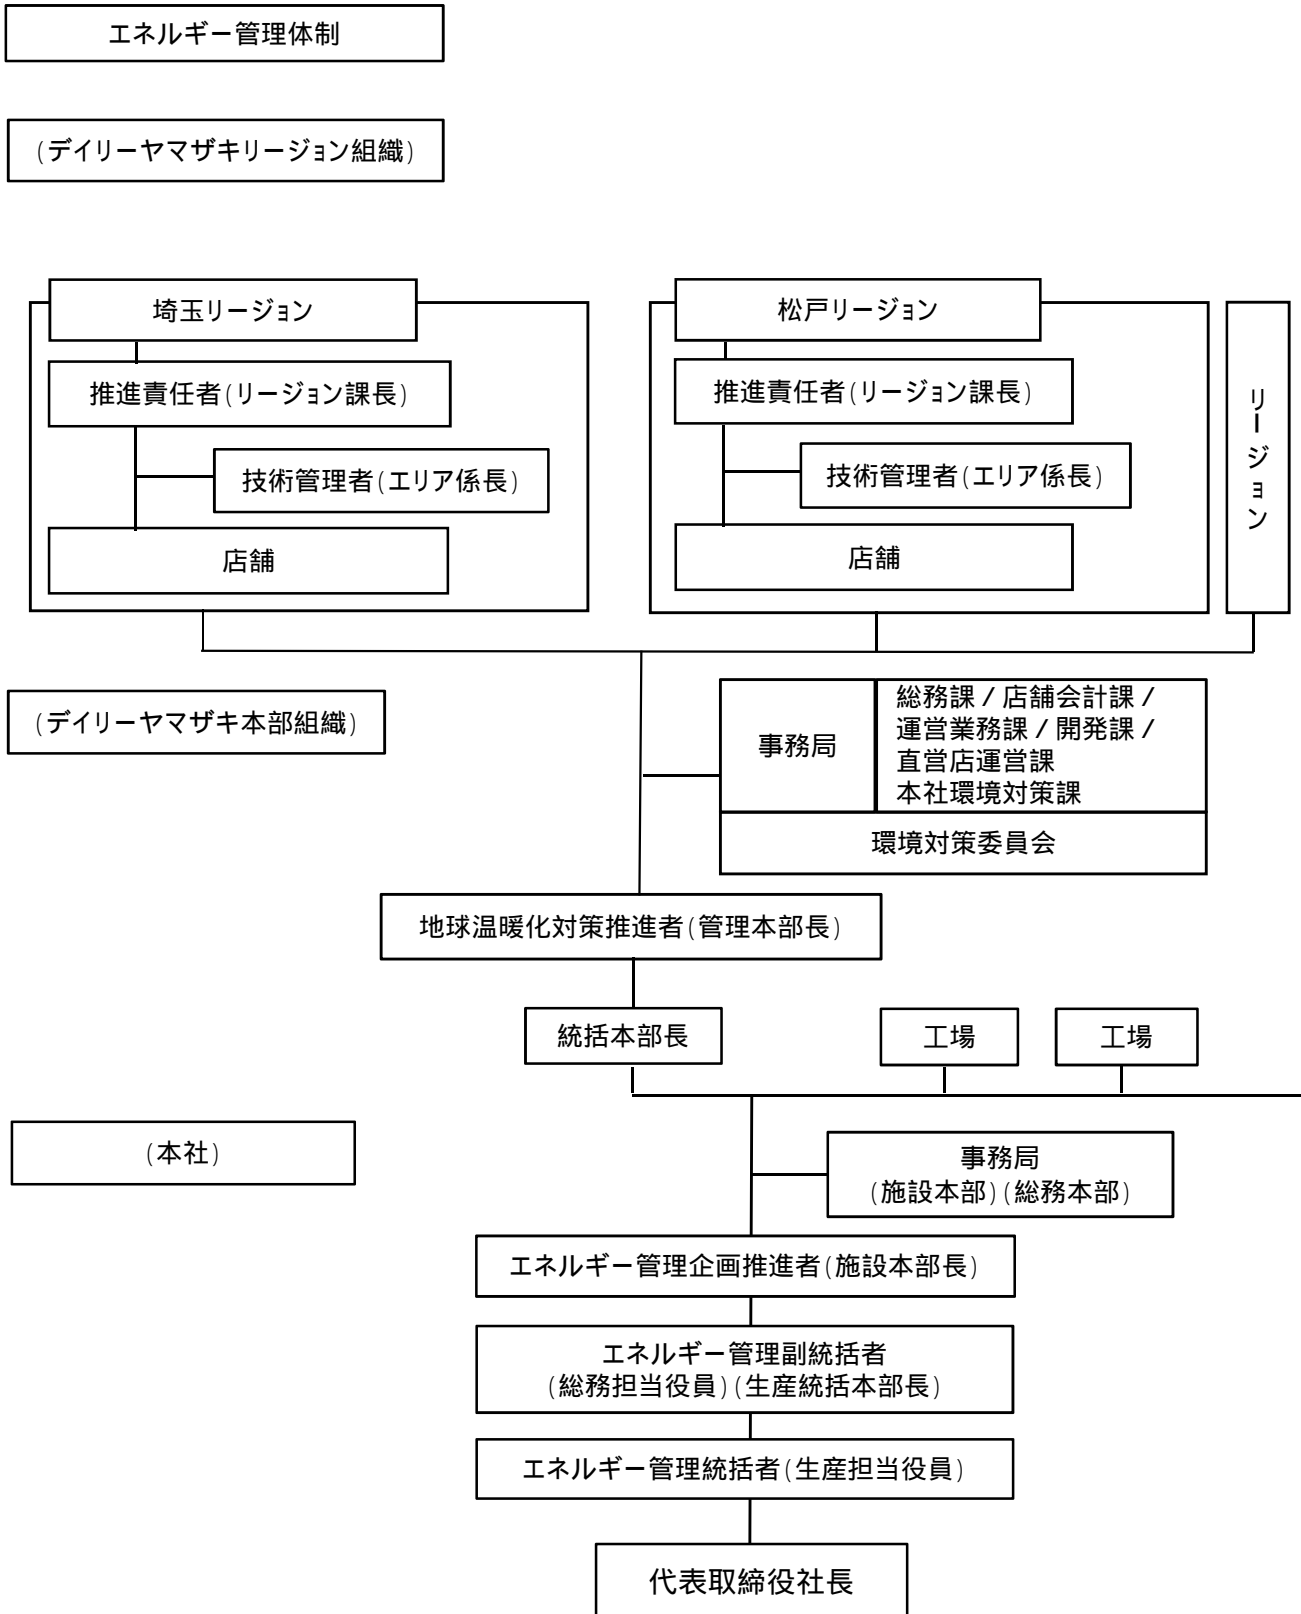 エネルギー管理体制
(デイリーヤマザキリージョン組織)
埼玉リージョン
推進責任者(リージョン課長)
技術管理者(エリア係長)
店舗
松戸リージョン
推進責任者(リージョン課長)
技術管理者(エリア係長)
店舗
リージョン
(デイリーヤマザキ本部組織)
事務局
総務課/店舗会計課/
運営業務課/開発課/
直営店運営課
本社環境対策課
環境対策委員会
地球温暖化対策推進者(管理本部長)
統括本部長
工場
工場
(本社)
事務局
(施設本部)(総務本部)
エネルギー管理企画推進者(施設本部長)
エネルギー管理副統括者
(総務担当役員)(生産統括本部長)
エネルギー管理統括者(生産担当役員)
代表取締役社長